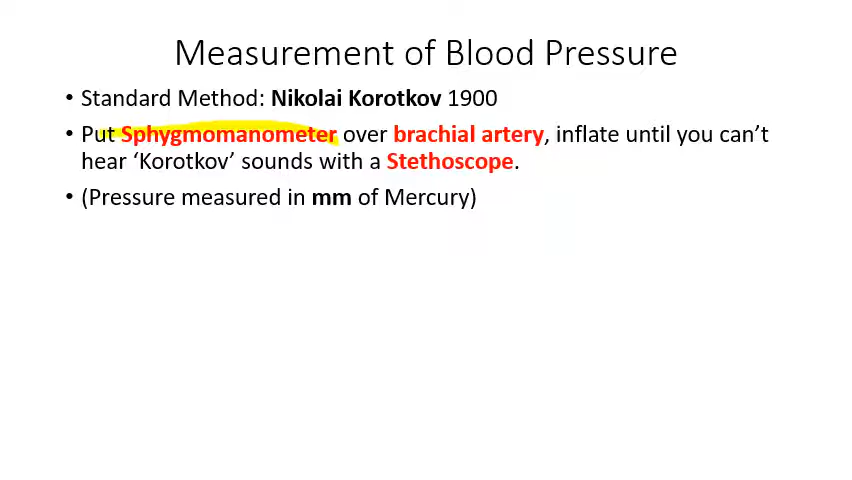 Measurement of Blood Pressure
• Standard Method: Nikolai Korotkov 1900
• Put Sphygmomanometer over brachial artery, inflate until you can’t
hear ‘Korotkov’ sounds with a Stethoscope.
• (Pressure measured in mm of Mercury)